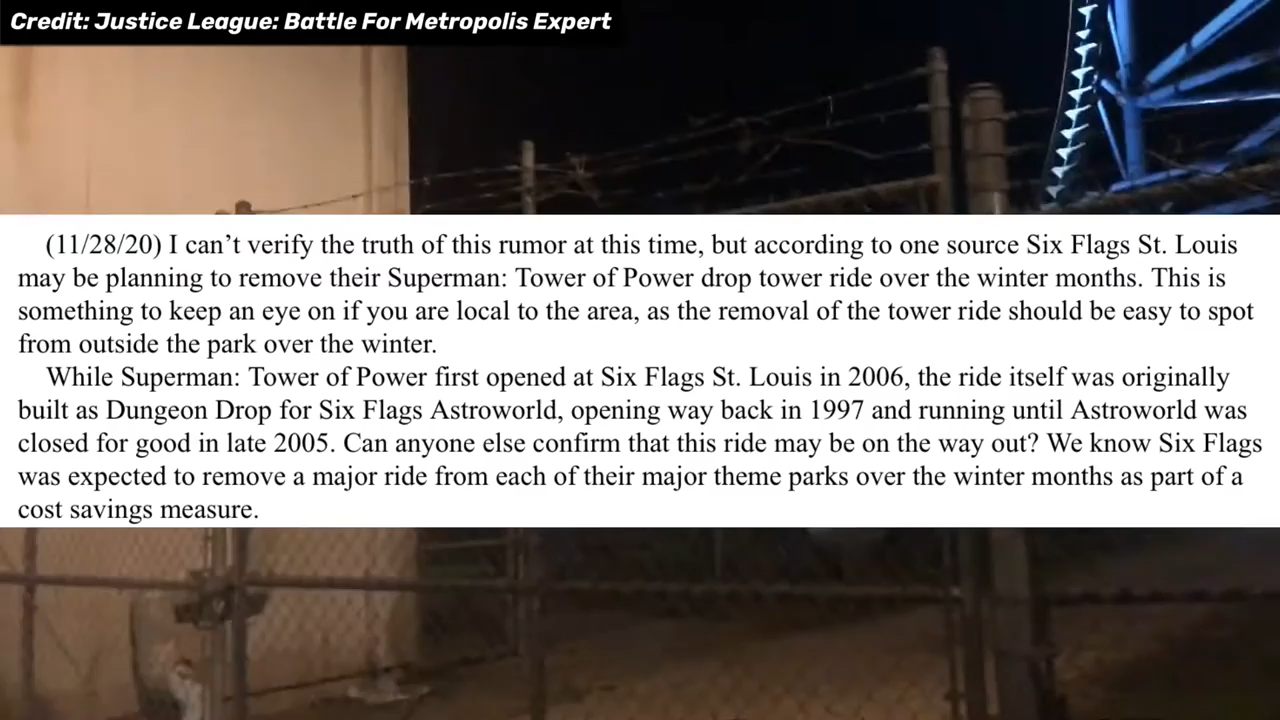 Credit: Justice League: Battle For Metropolis Expert
(11/28/20) I can’t verify the truth of this rumor at this time, but according to one source Six Flags St. Louis
may be planning to remove their Superman: Tower of Power drop tower ride over the winter months. This is
something to keep an eye on if you are local to the area, as the removal of the tower ride should be easy to spot
from outside the park over the winter.
While Superman: Tower of Power first opened at Six Flags St. Louis in 2006, the ride itself was originally
built as Dungeon Drop for Six Flags Astroworld, opening way back in 1997 and running until Astroworld was
closed for good in late 2005. Can anyone else confirm that this ride may be on the way out? We know Six Flags
was expected to remove a major ride from each of their major theme parks over the winter months as part of a
cost savings measure.